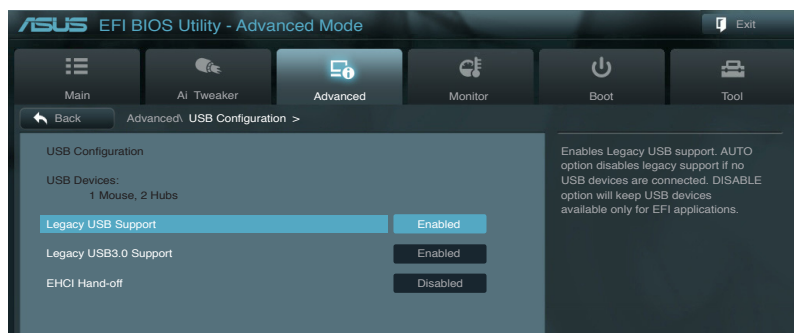 ASUS EFI BIOS Utility - Advanced Mode
Exit
Main
Ai Tweaker
Advanced
Monitor
Boot
Tool
Back
Advanced\ USB Configuration >
USB Configuration
USB Devices:
1 Mouse, 2 Hubs
Legacy USB Support Enabled
Legacy USB3.0 Support Enabled
EHCI Hand-off Disabled
Enables Legacy USB support. AUTO
option disables legacy support if no
USB devices are connected. DISABLE
option will keep USB devices
available only for EFI applications.